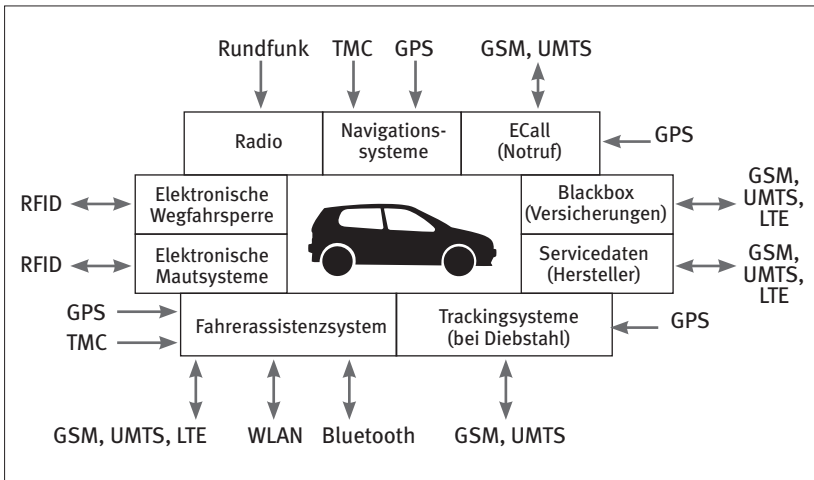 Rundfunk TMC GPS GSM, UMTS
Radio
Navigations-
systeme
ECall
(Notruf)
GPS
RFID
Elektronische
Wegfahrsperre
Blackbox
(Versicherungen)
GSM,
UMTS,
LTE
RFID
Elektronische
Mautsysteme
Servicedaten
(Hersteller)
GSM,
UMTS,
LTE
GPS
TMC
Fahrerassistenzsystem
Trackingsysteme
(bei Diebstahl)
GPS
GSM, UMTS, LTE WLAN Bluetooth GSM, UMTS